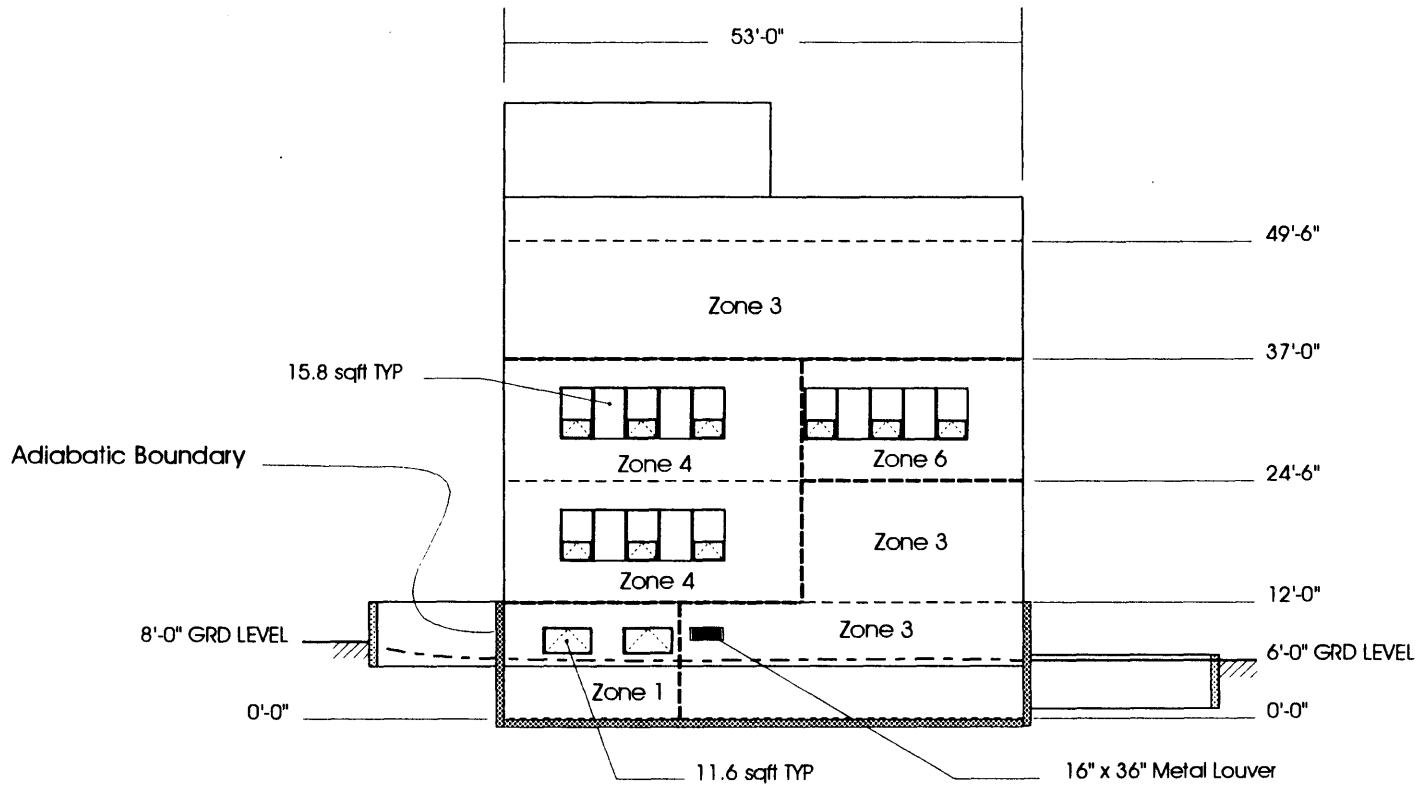 53'-0"
49'-6"
Zone 3
37'-0"
15.8 sqft TYP
Adiabatic Boundary
Zone 4
Zone 6
24'-6"
Zone 3
Zone 4
12'-0"
8'-0" GRD LEVEL
Zone 3
6'-0" GRD LEVEL
Zone 1
0'-0"
0'-0"
11.6 sqft TYP
16" x 36" Metal Louver